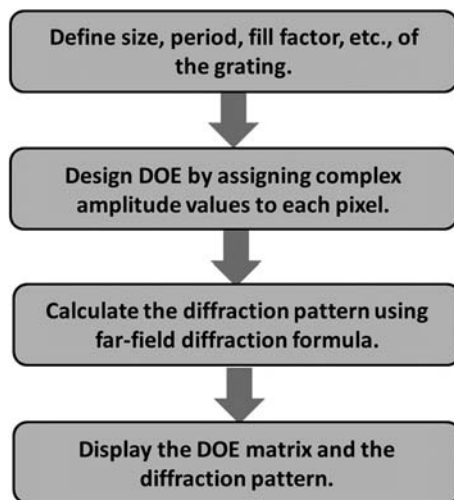 Define size, period, fill factor, etc., of
the grating.
Design DOE by assigning complex
amplitude values to each pixel.
Calculate the diffraction pattern using
far-field diffraction formula.
Display the DOE matrix and the
diffraction pattern.